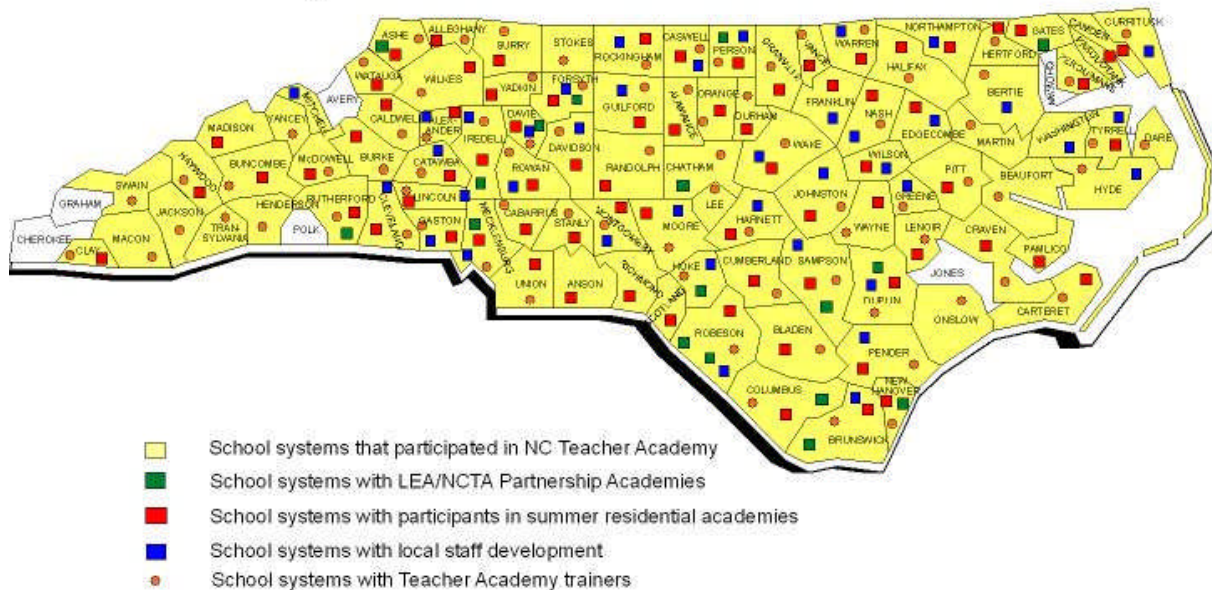 ASHE
ALLEGHANY
SURRY
STOKES
ROCKINGHAM
CASWELL
PERSON
GRANVILLE
VANCE
WARREN
NORTHAMPTON
GATES
CAMDEN
CURRITUCK
HERTFORD
PERQUIMANS
CHOWAN
HALIFAX
WATAUGA
WILKES
YADKIN
FORSYTH
GUILFORD
ALAMANCE
ORANGE
DURHAM
FRANKLIN
NASH
BERTIE
AVERY
MITCHELL
CALDWELL
ALEX-
ANDER
IREDELL
DAVIE
DAVIDSON
EDGECOMBE
MARTIN
WASHINGTON
TYRRELL
DARE
MADISON
YANCEY
BUNCOMBE
McDOWELL
BURKE
CATAWBA
ROWAN
RANDOLPH
CHATHAM
WAKE
WILSON
PITT
BEAUFORT
HYDE
HAYWOOD
SWAIN
GRAHAM
JACKSON
HENDERSON
RUTHERFORD
CLEVELAND
LINCOLN
GASTON
MECKLENBURG
CABARRUS
STANLY
MONTGOMERY
MOORE
LEE
HARNETT
JOHNSTON
GREENE
WAYNE
LENOIR
CRAVEN
PAMLICO
CHEROKEE
CLAY
MACON
TRAN-
SYLVANIA
POLK
UNION
ANSON
RICHMOND
HOKE
CUMBERLAND
SAMPSON
DUPLIN
JONES
ONSLOW
CARTERET
ROBESON
BLADEN
PENDER
NEW
HANOVER
COLUMBUS
BRUNSWICK
School systems that participated in NC Teacher Academy
School systems with LEA/NCTA Partnership Academies
School systems with participants in summer residential academies
School systems with local staff development
School systems with Teacher Academy trainers